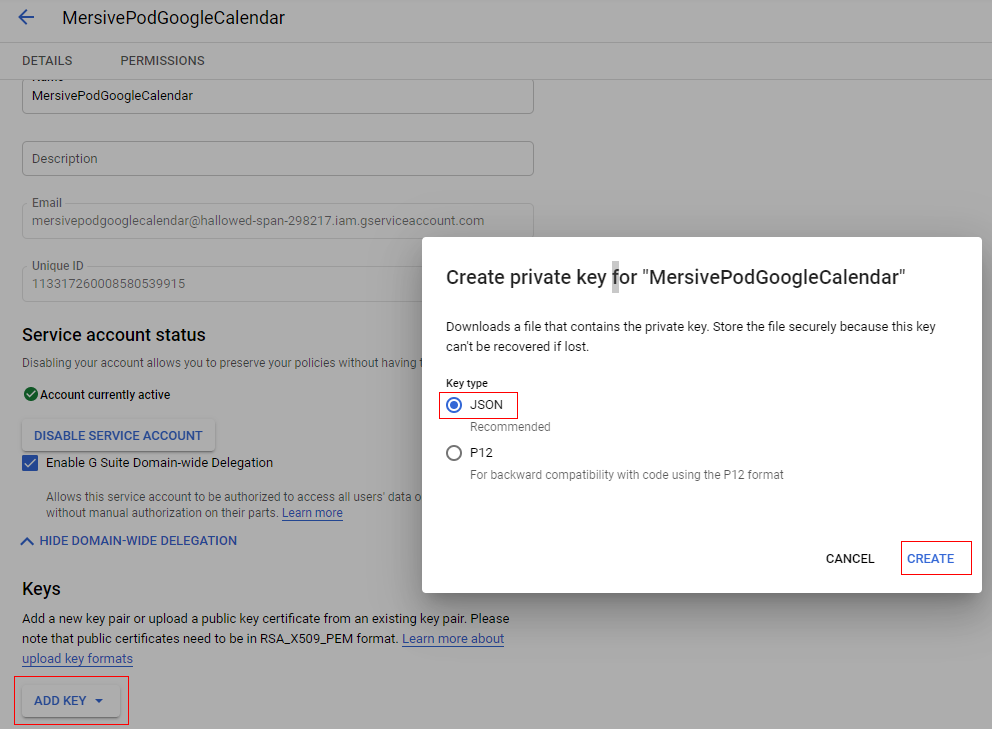 MersivePodGoogleCalendar
DETAILS PERMISSIONS
Name
MersivePodGoogleCalendar
Description
Email
mersivepodgooglecalendar@hallowed-span-298217.iam.gserviceaccount.com
Unique ID
113317260008580539915
Service account status
Disabling your account allows you to preserve your policies without having
Account currently active
DISABLE SERVICE ACCOUNT
Enable G Suite Domain-wide Delegation
Allows this service account to be authorized to access all users' data
without manual authorization on their parts. Learn more
HIDE DOMAIN-WIDE DELEGATION
Keys
Add a new key pair or upload a public key certificate from an existing key pair. Please
note that public certificates need to be in RSA_X509_PEM format. Learn more about
upload key formats
ADD KEY
Create private key for "MersivePodGoogleCalendar"
Downloads a file that contains the private key. Store the file securely because this key
can't be recovered if lost.
Key type
JSON
Recommended
P12
For backward compatibility with code using the P12 format
CANCEL CREATE